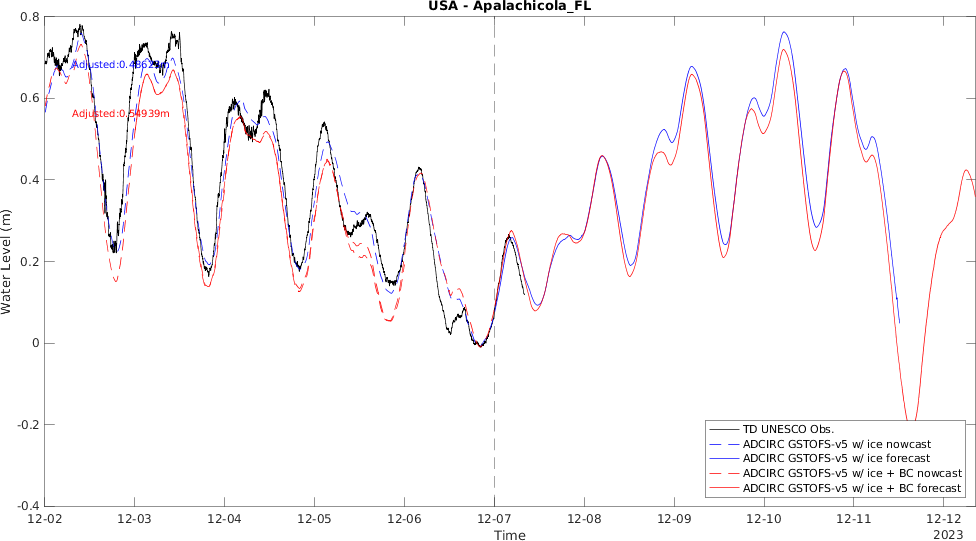 USA - Apalachicola_FL
0.8
0.6
0.4
0.2
0
-0.2
-0.4
Water Level (m)
Adjusted:0.54939m
TD UNESCO Obs.
ADCIRC GSTOFS-v5 w/ ice nowcast
ADCIRC GSTOFS-v5 w/ ice forecast
ADCIRC GSTOFS-v5 w/ ice + BC nowcast
ADCIRC GSTOFS-v5 w/ ice + BC forecast
12-02 12-03 12-04 12-05 12-06 12-07 12-08 12-09 12-10 12-11 12-12
2023
Time